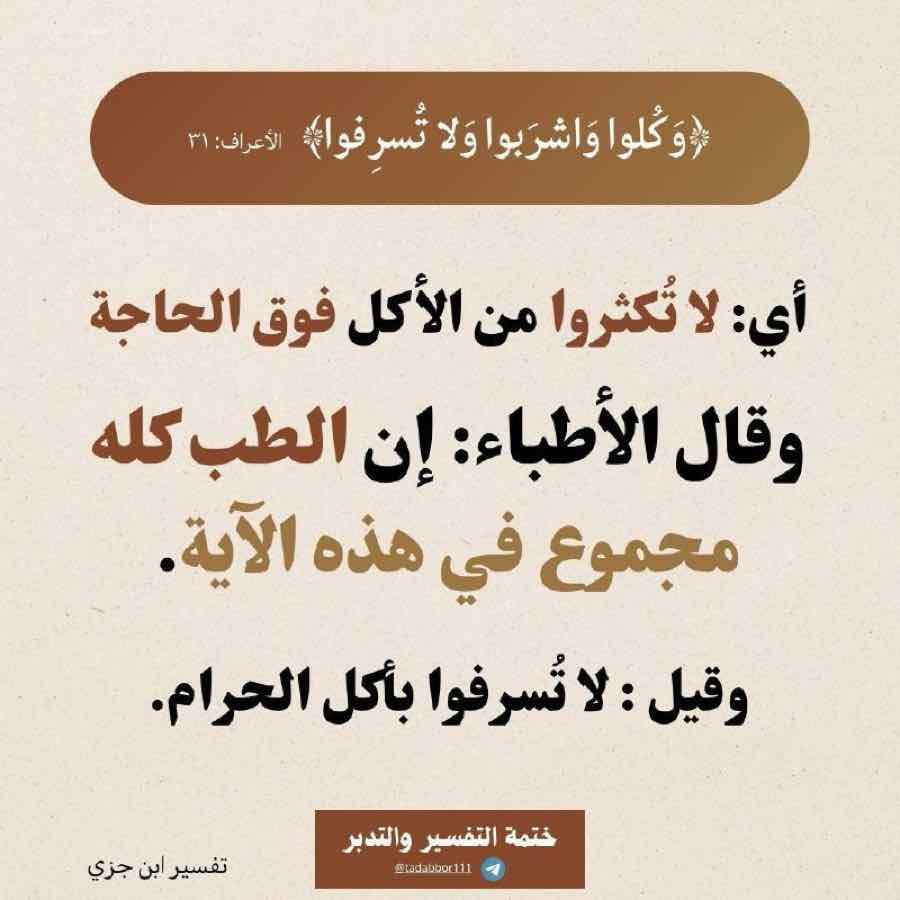 ﴿وَكُلوا وَاشرَبوا وَلا تُسرِفوا﴾ الأعراف: ٣١
أي: لا تُكثروا من الأكل فوق الحاجة
وقال الأطباء: إن الطب كله
مجموع في هذه الآية.
وقيل : لا تُسرفوا بأكل الحرام.
ختمة التفسير والتدبر
@tadabbor111
تفسير ابن جزي